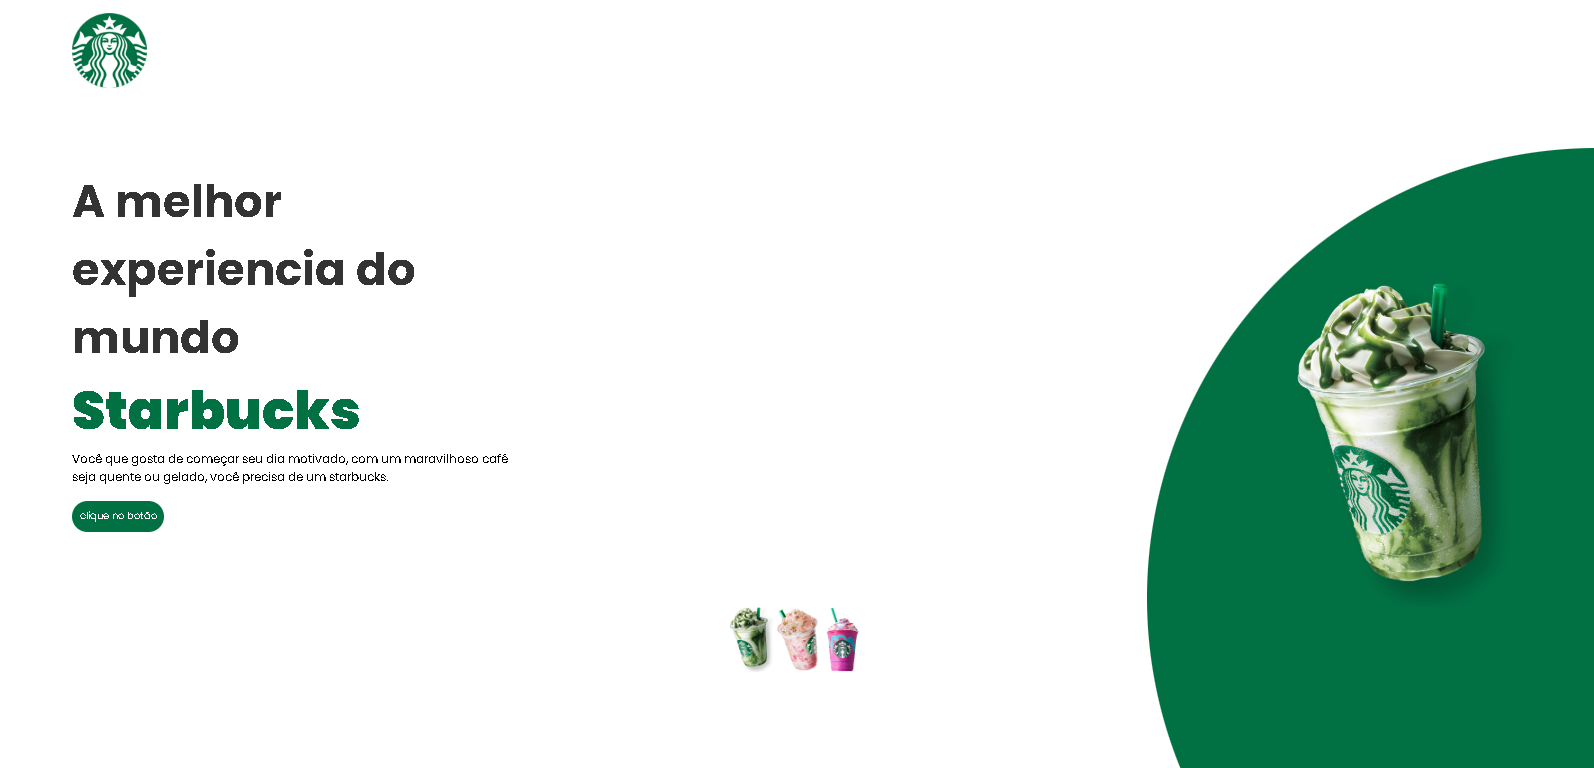 A melhor
experiencia do
mundo
Starbucks
Você que gosta de começar seu dia motivado, com um maravilhoso café
seja quente ou gelado, você precisa de um starbucks.
clique no botão